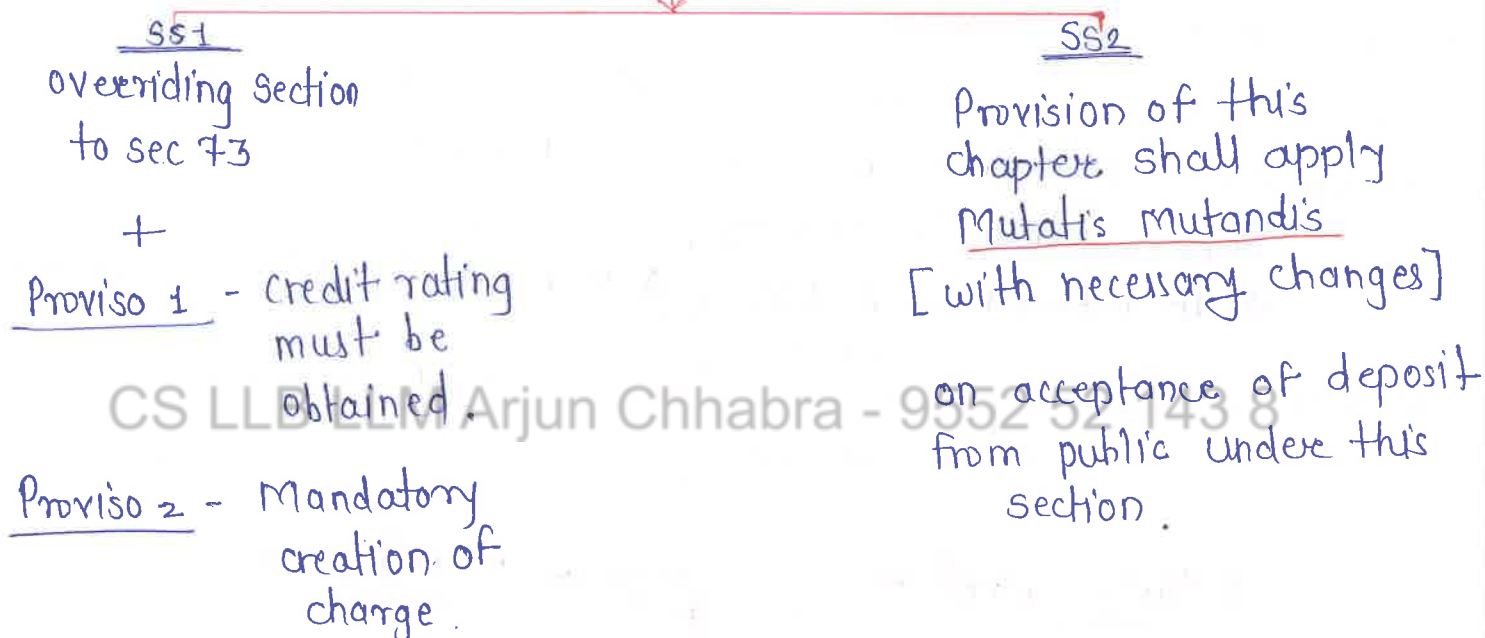 SS1
overriding section
to sec 73
+
Proviso 1 - credit rating
must be
obtained.
Proviso 2 - Mandatory
creation of
charge.
SS2
Provision of this
chapter shall apply
Mutatis mutandis
[with necessary changes]
on acceptance of deposit
from public under this
section.
CS LLB LLM Arjun Chhabra - 9552 52 143 8